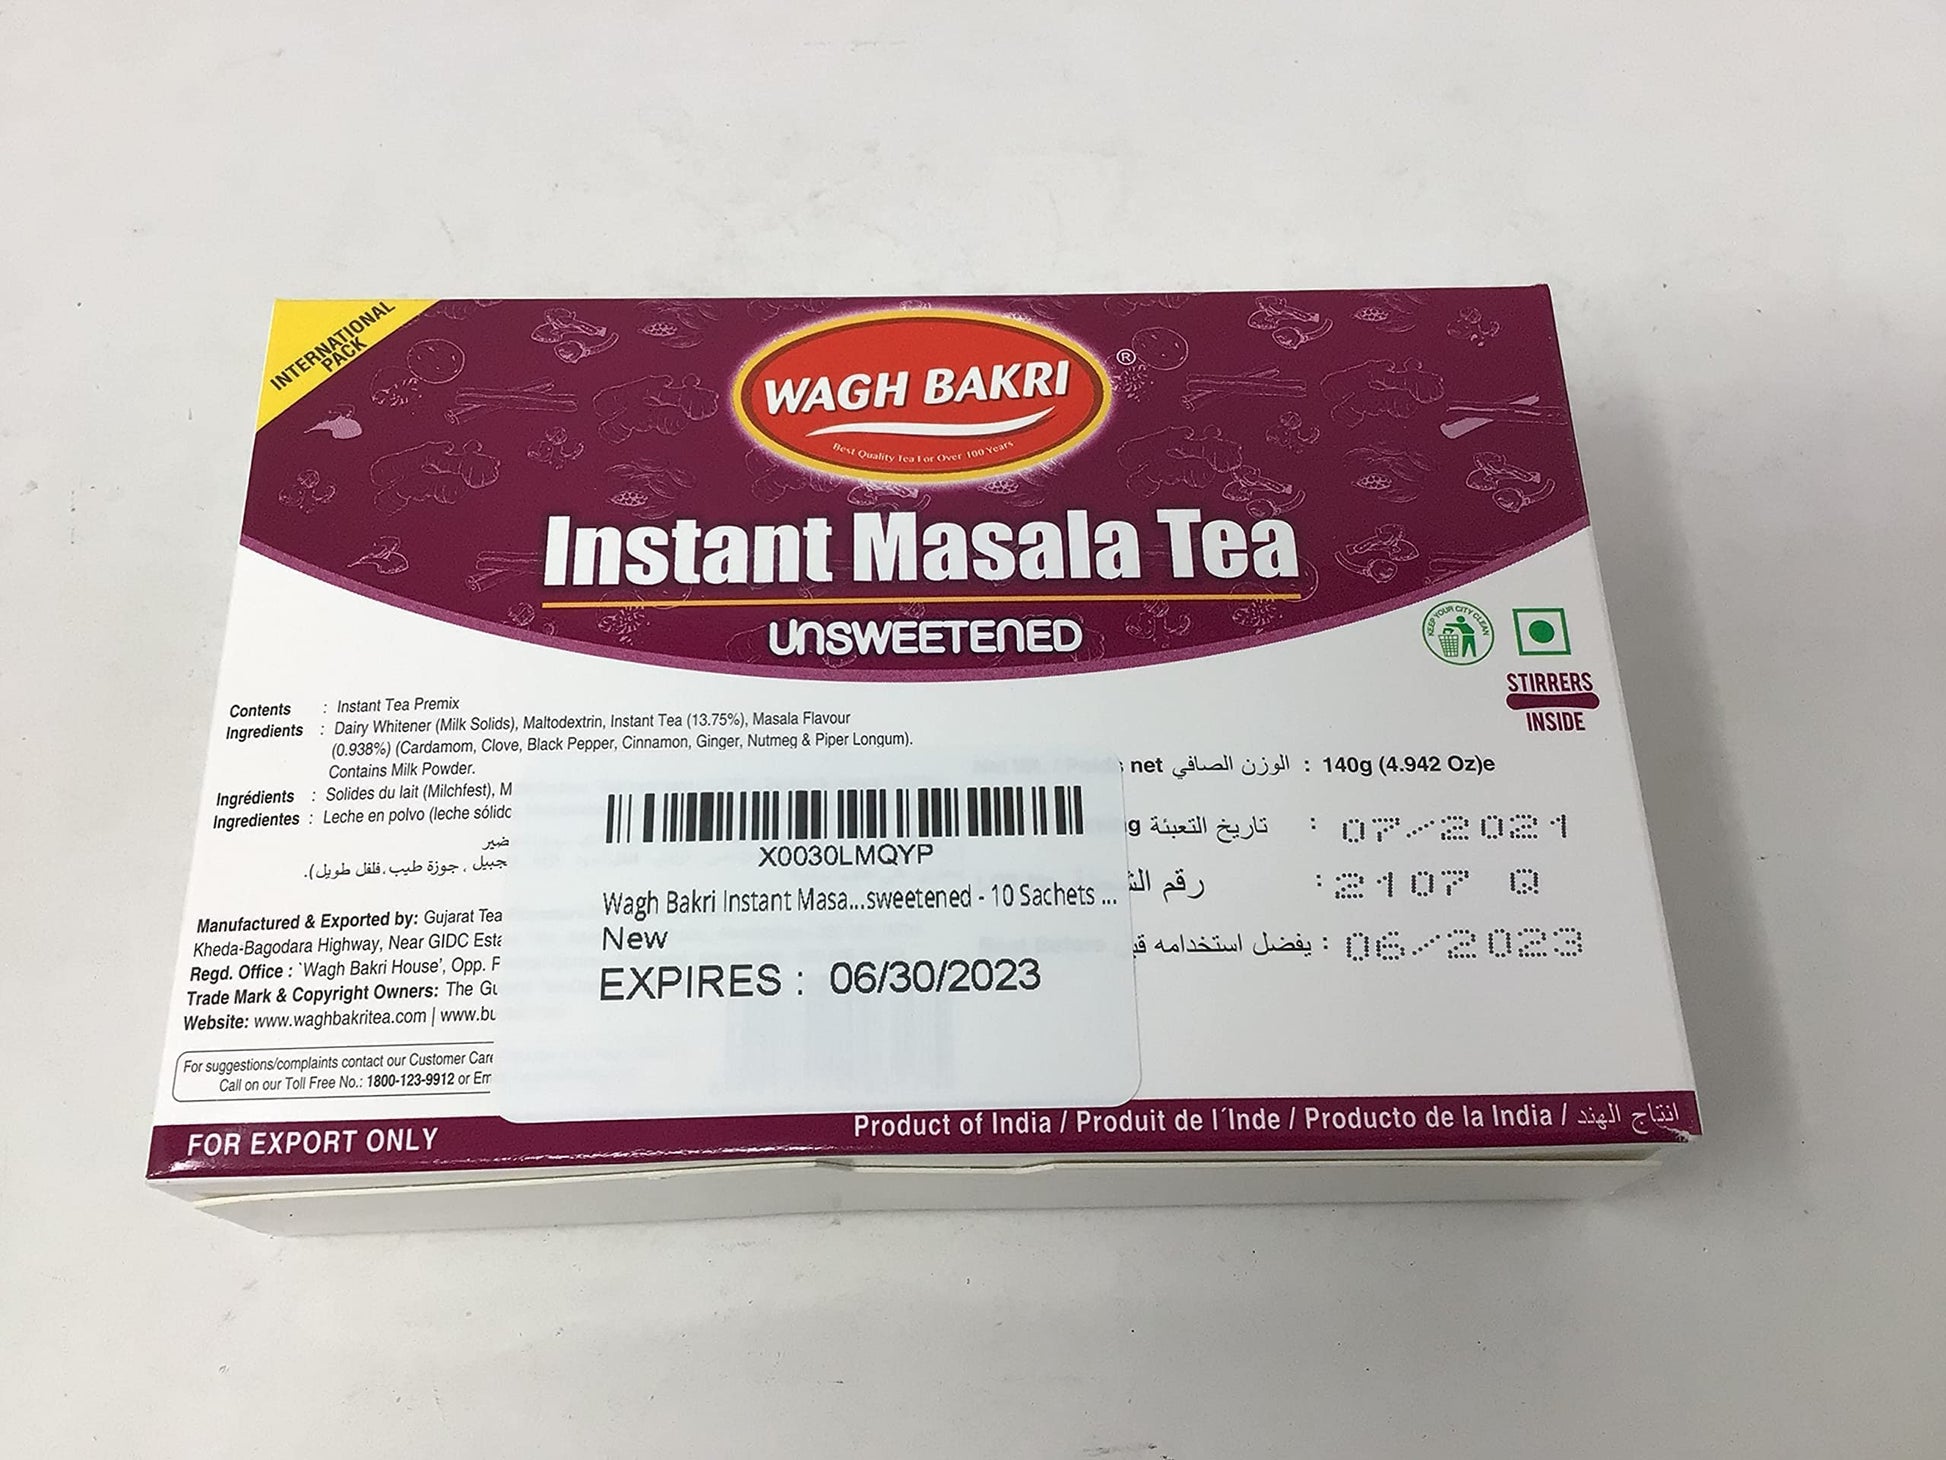 INTERNATIONAL
PACK
WAGH BAKRI
®
Best Quality Tea For Over 100 Years
Instant Masala Tea
UNSWEETENED
KEEP YOUR CITY CLEAN
STIRRERS
INSIDE
Contents : Instant Tea Premix
Ingredients : Dairy Whitener (Milk Solids), Maltodextrin, Instant Tea (13.75%), Masala Flavour
(0.938%) (Cardamom, Clove, Black Pepper, Cinnamon, Ginger, Nutmeg & Piper Longum).
Contains Milk Powder.
Ingrédients : Solides du lait (Milchfest), M
Ingredientes : Leche en polvo (leche
، جوزة طيب، فلفل طويل).
net الوزن الصافي : 140g (4.942 Oz)e
g تاريخ التعبئة : 07/2021
رقم : 2107 Q
يفضل استخدامه : 06/2023
X0030LMQYP
Wagh Bakri Instant Masa...sweetened - 10 Sachets ...
New
EXPIRES : 06/30/2023
Manufactured & Exported by: Gujarat Tea
Kheda-Bagodara Highway, Near GIDC
Regd. Office : `Wagh Bakri House', Opp.
Trade Mark & Copyright Owners: The
Website: www.waghbakritea.com | www.bu
For suggestions/complaints contact our Customer Care
Call on our Toll Free No.: 1800-123-9912 or Em
FOR EXPORT ONLY
Product of India / Produit de l´Inde / Producto de la India / انتاج الهند